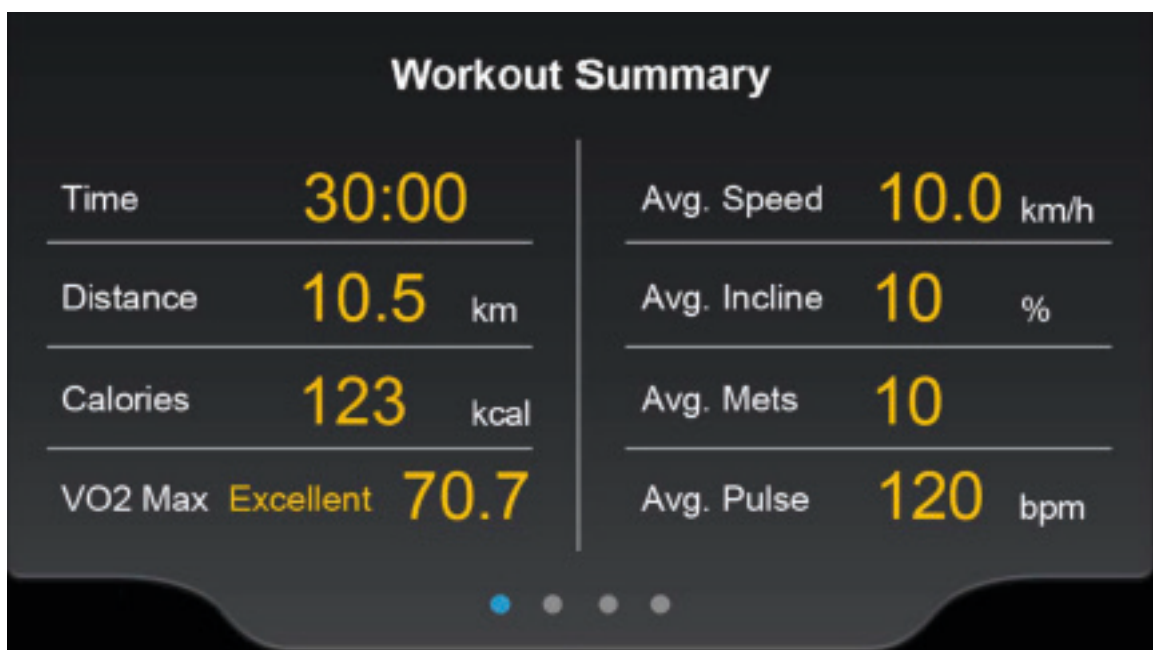 Workout Summary
Time 30:00
Distance 10.5 km
Calories 123 kcal
VO2 Max Excellent 70.7
Avg. Speed 10.0 km/h
Avg. Incline 10 %
Avg. Mets 10
Avg. Pulse 120 bpm